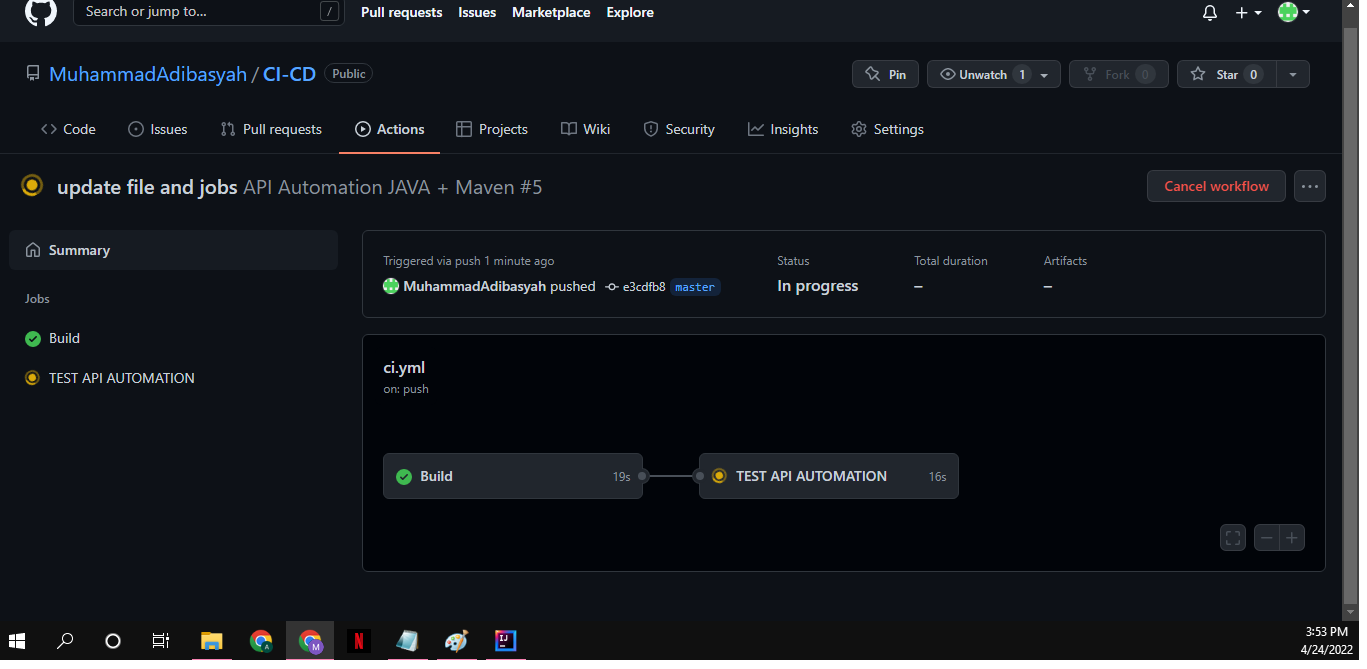 Search or jump to... /
Pull requests Issues Marketplace Explore
MuhammadAdibasyah / CI-CD Public
Pin Unwatch 1 Fork 0 Star 0
Code Issues Pull requests Actions Projects Wiki Security Insights Settings
update file and jobs API Automation JAVA + Maven #5
Cancel workflow
Summary
Jobs
Build
TEST API AUTOMATION
Triggered via push 1 minute ago
MuhammadAdibasyah pushed e3cdfb8 master
Status
In progress
Total duration
–
Artifacts
–
ci.yml
on: push
Build 19s
TEST API AUTOMATION 16s
A
M
N
IJ
3:53 PM
4/24/2022